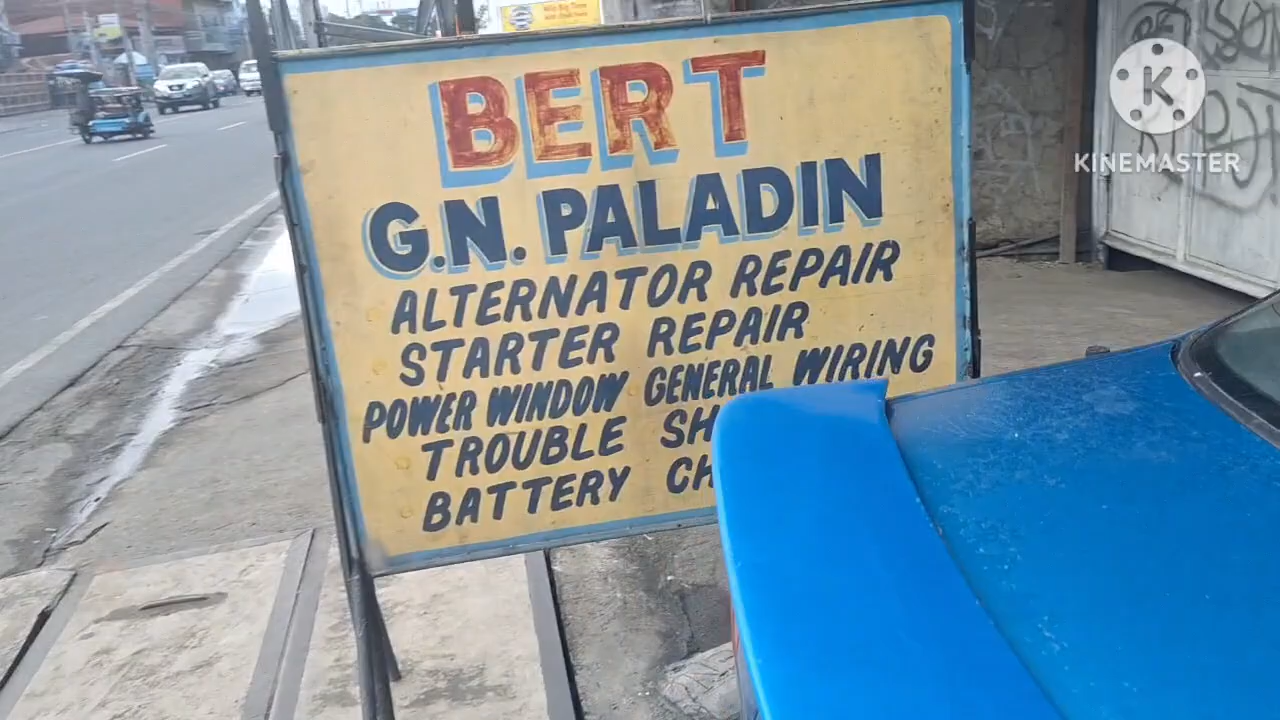 BERT
G.N. PALADIN
ALTERNATOR REPAIR
STARTER REPAIR
POWER WINDOW GENERAL WIRING
TROUBLE SH
BATTERY CH
KINEMASTER